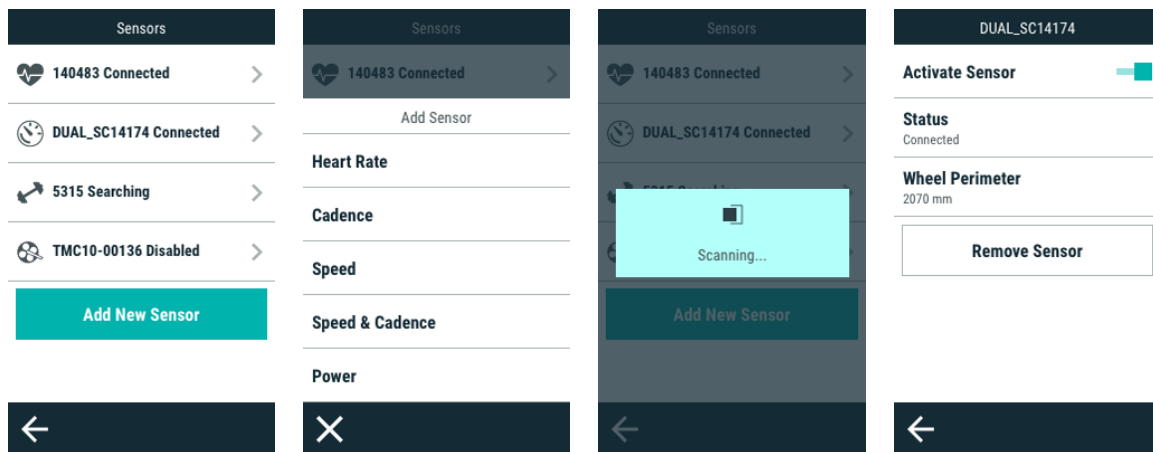 Sensors
140483 Connected
DUAL_SC14174 Connected
5315 Searching
TMC10-00136 Disabled
Add New Sensor
Sensors
140483 Connected
Add Sensor
Heart Rate
Cadence
Speed
Speed & Cadence
Power
Sensors
140483 Connected
DUAL_SC14174 Connected
5315 Searching
Scanning...
Add New Sensor
DUAL_SC14174
Activate Sensor
Status
Connected
Wheel Perimeter
2070 mm
Remove Sensor